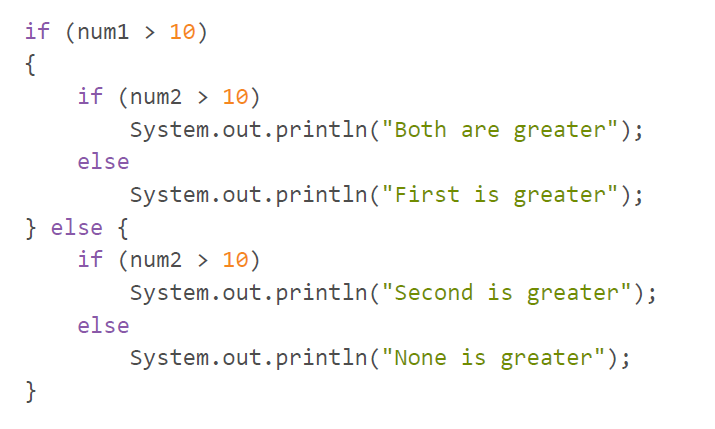 if (num1 > 10)
{
    if (num2 > 10)
        System.out.println("Both are greater");
    else
        System.out.println("First is greater");
} else {
    if (num2 > 10)
        System.out.println("Second is greater");
    else
        System.out.println("None is greater");
}